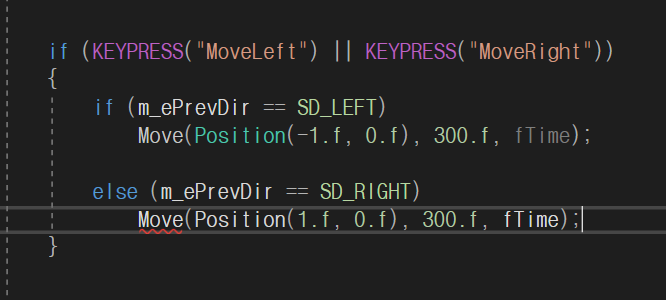 if (KEYPRESS("MoveLeft") || KEYPRESS("MoveRight"))
{
if (m_ePrevDir == SD_LEFT)
Move(Position(-1.f, 0.f), 300.f, fTime);
else (m_ePrevDir == SD_RIGHT)
Move(Position(1.f, 0.f), 300.f, fTime);
}